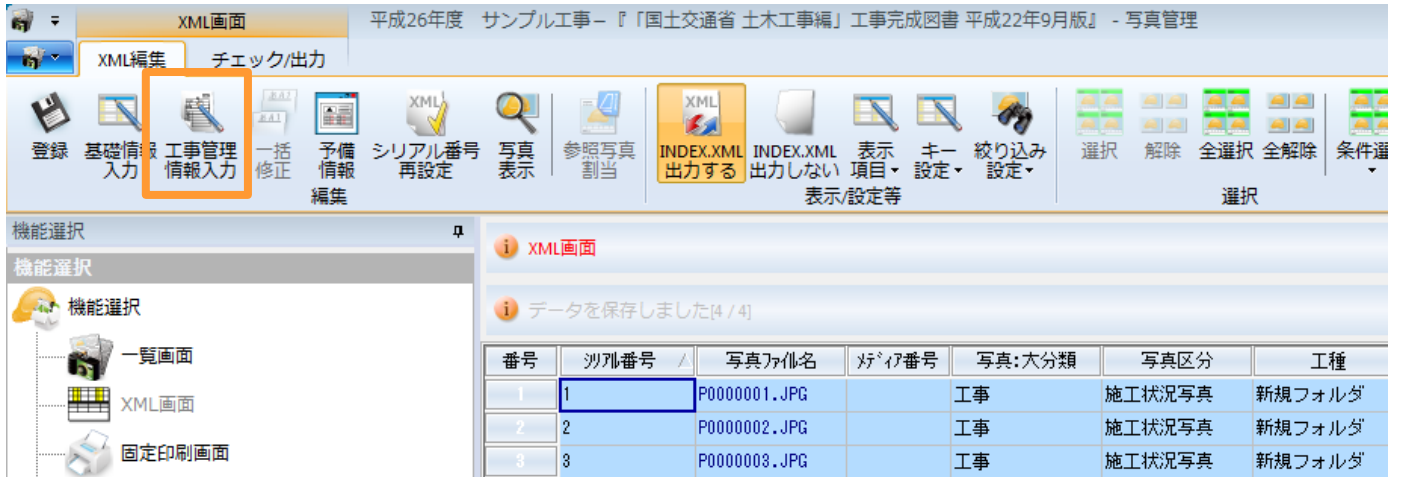 XML画面
平成26年度 サンプル工事-『「国土交通省 土木工事編」工事完成図書 平成22年9月版』 - 写真管理
XML編集 チェック/出力
登録 基礎情報入力 工事管理情報入力 一括修正 予備情報 シリアル番号再設定 写真表示 参照写真割当 INDEX.XML出力する INDEX.XML出力しない 表示項目 キー設定 絞り込み設定 選択 解除 全選択 全解除 条件選
編集 表示/設定等 選択
機能選択
機能選択
機能選択
一覧画面
XML画面
固定印刷画面
XML画面
データを保存しました[4 / 4]
番号 シリアル番号 写真ファイル名 メディア番号 写真:大分類 写真区分 工種
1 1 P0000001.JPG 工事 施工状況写真 新規フォルダ
2 2 P0000002.JPG 工事 施工状況写真 新規フォルダ
3 3 P0000003.JPG 工事 施工状況写真 新規フォルダ